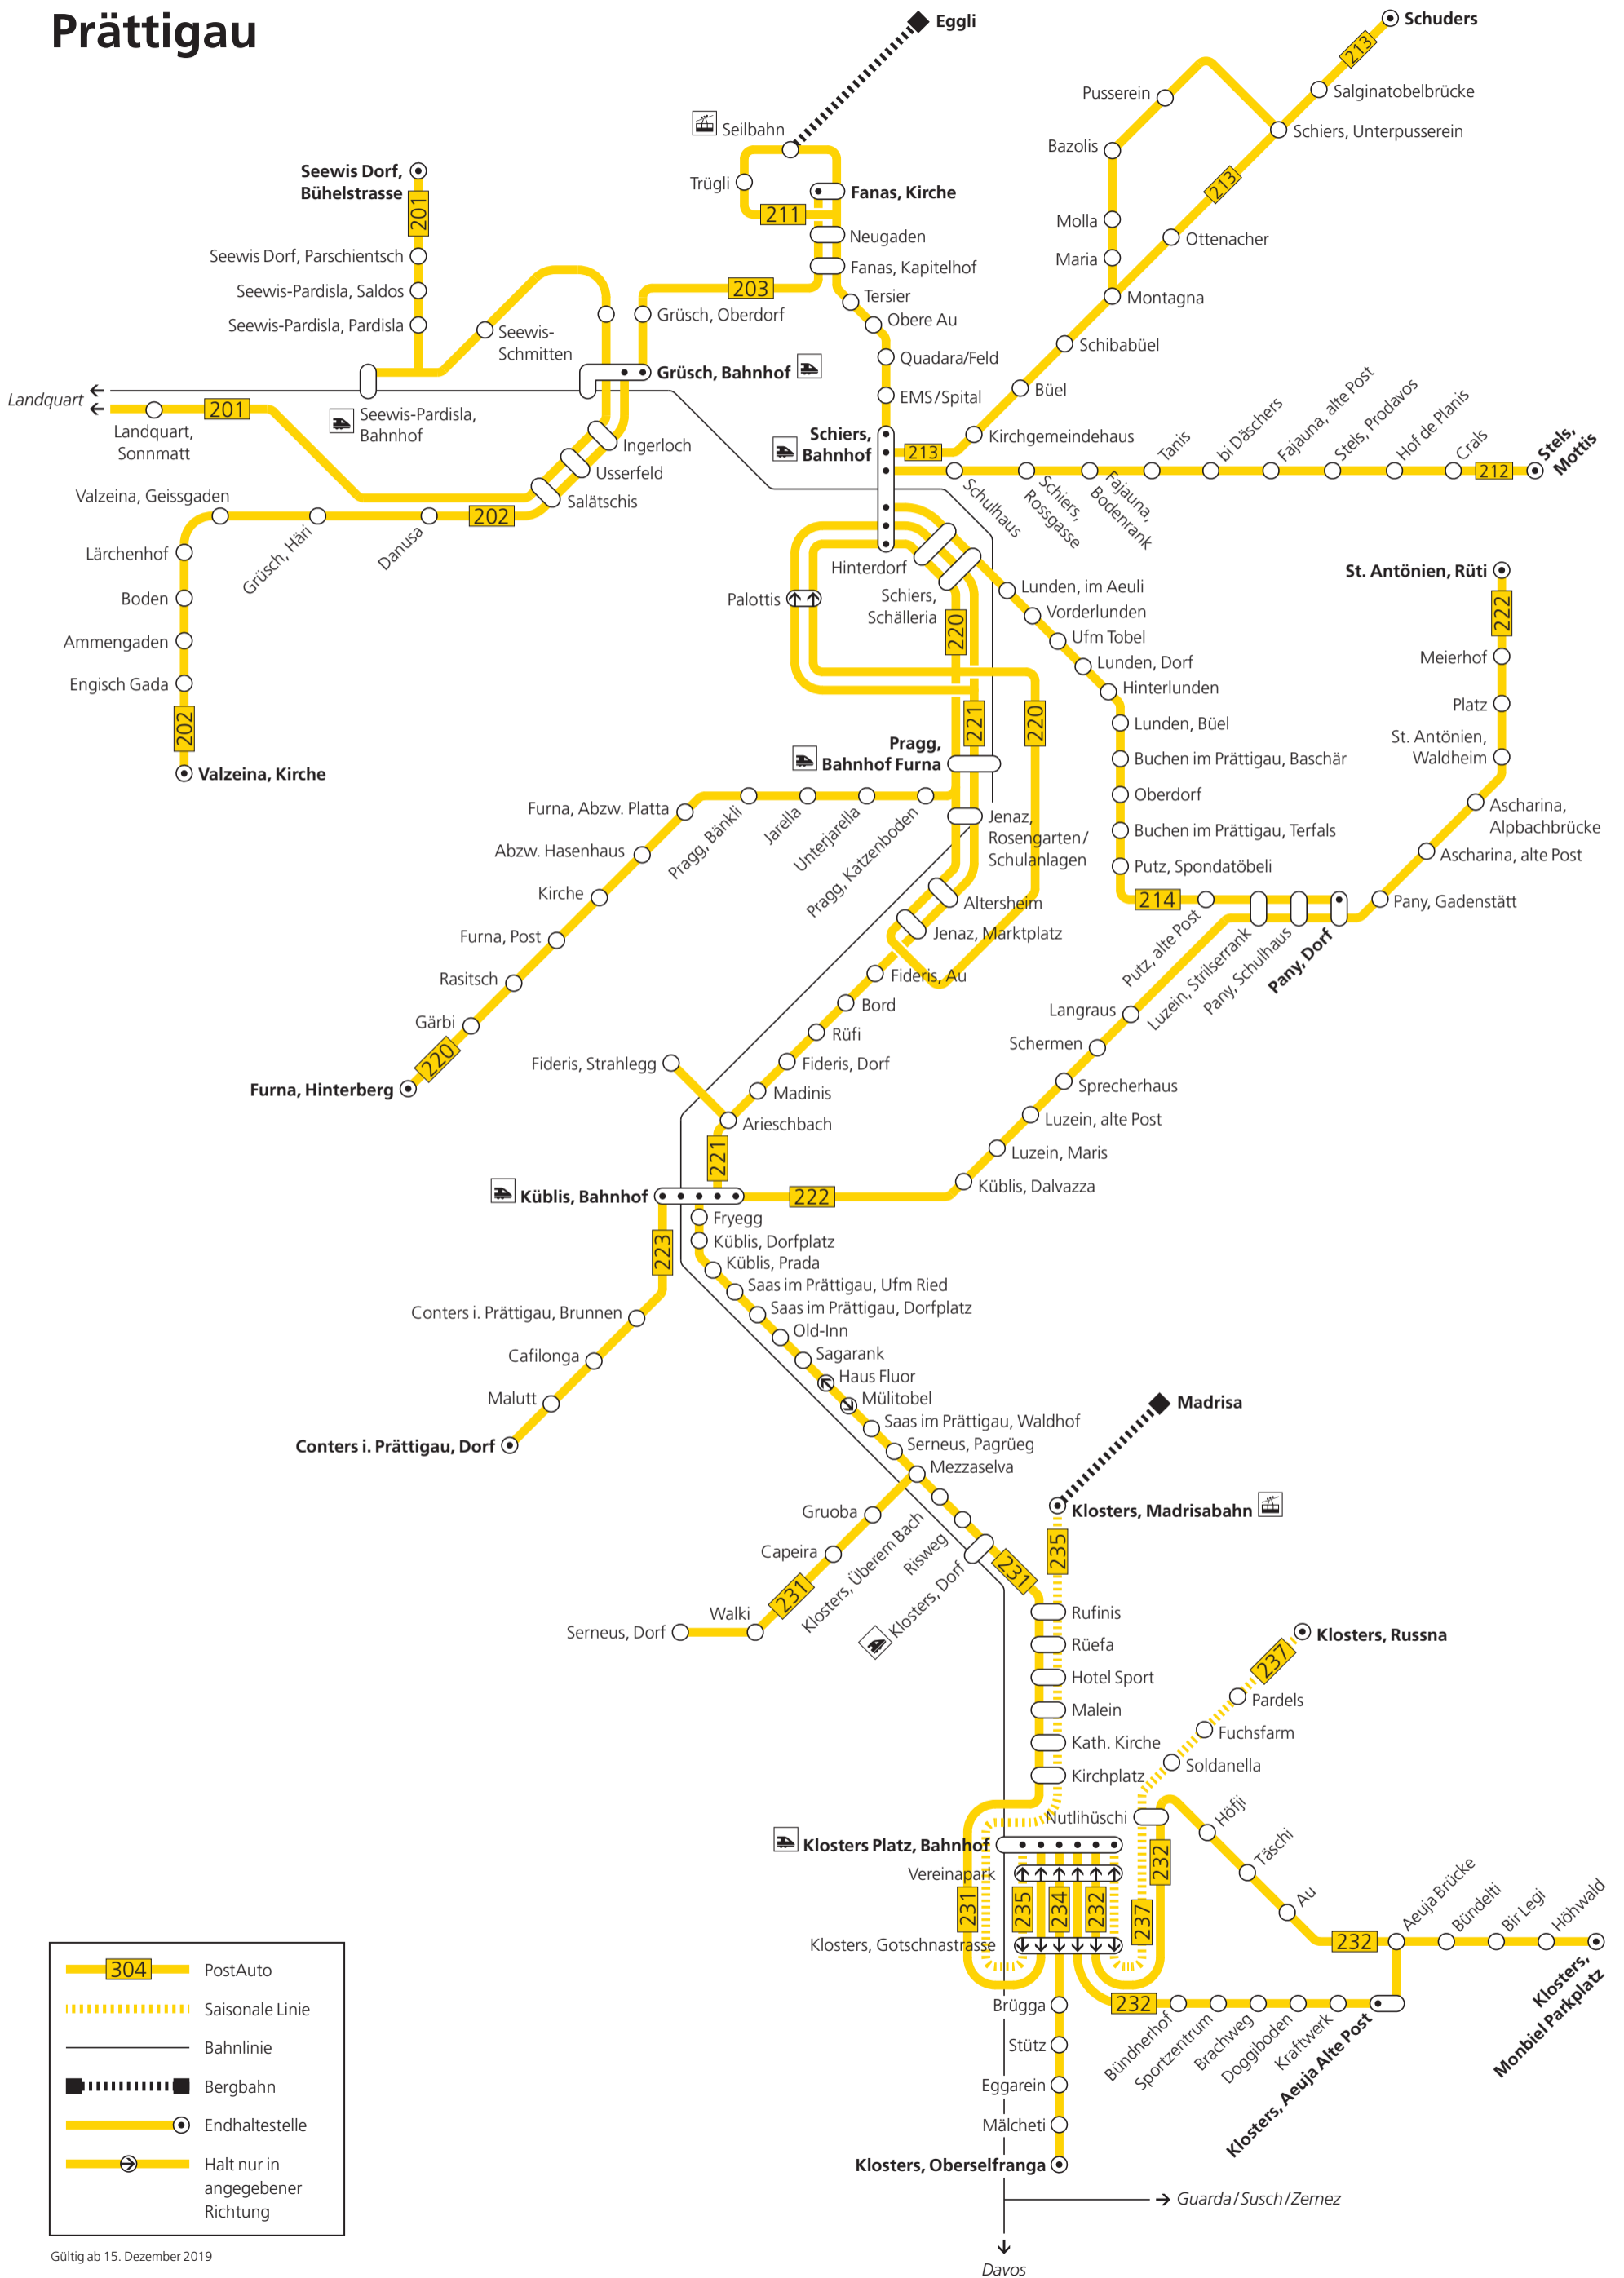 Prättigau
Eggli
Schuders
213
Salginatobelbrücke
Pusserein
Schiers, Unterpusserein
Seilbahn
Bazolis
Trügli
Fanas, Kirche
213
Seewis Dorf,
Bühelstrasse
201
211
Molla
Ottenacher
Neugaden
Maria
Seewis Dorf, Parschientsch
Fanas, Kapitelhof
Seewis-Pardisla, Saldos
203
Tersier
Montagna
Seewis-Pardisla, Pardisla
Grüsch, Oberdorf
Obere Au
Seewis-
Schmitten
Quadara/Feld
Schibabüel
Grüsch, Bahnhof
Landquart
EMS/Spital
Büel
201
Seewis-Pardisla,
Bahnhof
Landquart,
Sonnmatt
Ingerloch
Schiers,
Bahnhof
213
Kirchgemeindehaus
Tanis
bi Däschers
Fajauna, alte Post
Stels, Prodavos
Hof de Planis
Crals
212
Stels,
Mottis
Usserfeld
Salätschis
Schulhaus
Schiers,
Rossgasse
Fajauna,
Bodenrank
Valzeina, Geissgaden
202
Lärchenhof
Grüsch, Häri
Danusa
Hinterdorf
Boden
Palottis
Schiers,
Schälleria
Lunden, im Aeuli
St. Antönien, Rüti
222
Vorderlunden
220
Ufm Tobel
Ammengaden
Meierhof
Lunden, Dorf
Engisch Gada
Hinterlunden
Platz
202
221
220
Lunden, Büel
St. Antönien,
Waldheim
Pragg,
Bahnhof Furna
Buchen im Prättigau, Baschär
Valzeina, Kirche
Oberdorf
Ascharina,
Alpbachbrücke
Furna, Abzw. Platta
Pragg, Bänkli
Jarella
Unterjarella
Pragg, Katzenboden
Jenaz,
Rosengarten/
Schulanlagen
Buchen im Prättigau, Terfals
Abzw. Hasenhaus
Ascharina, alte Post
Putz, Spondatöbeli
Kirche
Altersheim
214
Pany, Gadenstätt
Furna, Post
Jenaz, Marktplatz
Putz, alte Post
Luzein, Strilserrank
Pany, Schulhaus
Pany, Dorf
Rasitsch
Fideris, Au
Gärbi
Bord
Langraus
220
Rüfi
Schermen
Fideris, Strahlegg
Fideris, Dorf
Furna, Hinterberg
Madinis
Sprecherhaus
Arieschbach
Luzein, alte Post
221
Luzein, Maris
Küblis, Bahnhof
222
Küblis, Dalvazza
Fryegg
223
Küblis, Dorfplatz
Küblis, Prada
Saas im Prättigau, Ufm Ried
Conters i. Prättigau, Brunnen
Saas im Prättigau, Dorfplatz
Old-Inn
Cafilonga
Sagarank
Haus Fluor
Malutt
Mülitobel
Madrisa
Saas im Prättigau, Waldhof
Conters i. Prättigau, Dorf
Serneus, Pagrüeg
Mezzaselva
Gruoba
Klosters, Madrisabahn
Capeira
Klosters, Überem Bach
Risweg
Klosters, Dorf
231
235
231
Walki
Serneus, Dorf
Rufinis
Rüefa
Klosters, Russna
237
Hotel Sport
Pardels
Malein
Fuchsfarm
Kath. Kirche
Soldanella
Kirchplatz
Nutlihüschi
Höfji
Klosters Platz, Bahnhof
Täschi
Vereinapark
232
231
235
234
232
237
Au
Klosters, Gotschnastrasse
232
Aeuja Brücke
Bündelti
Bir Legi
Höhwald
Klosters,
Monbiel Parkplatz
Brügga
232
Bündnerhof
Sportzentrum
Brachweg
Doggiboden
Kraftwerk
Klosters, Aeuja Alte Post
Stütz
Eggarein
Mälcheti
Klosters, Oberselfranga
Guarda/Susch/Zernez
Davos
304
PostAuto
Saisonale Linie
Bahnlinie
Bergbahn
Endhaltestelle
Halt nur in
angegebener
Richtung
Gültig ab 15. Dezember 2019